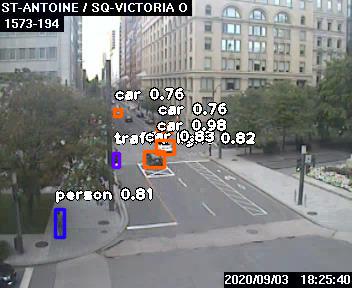 ST-ANTOINE / SQ-VICTORIA O
1573-194
car 0.76
car 0.76
car 0.98
car 0.83
0.82
person 0.81
2020/09/03 18:25:40